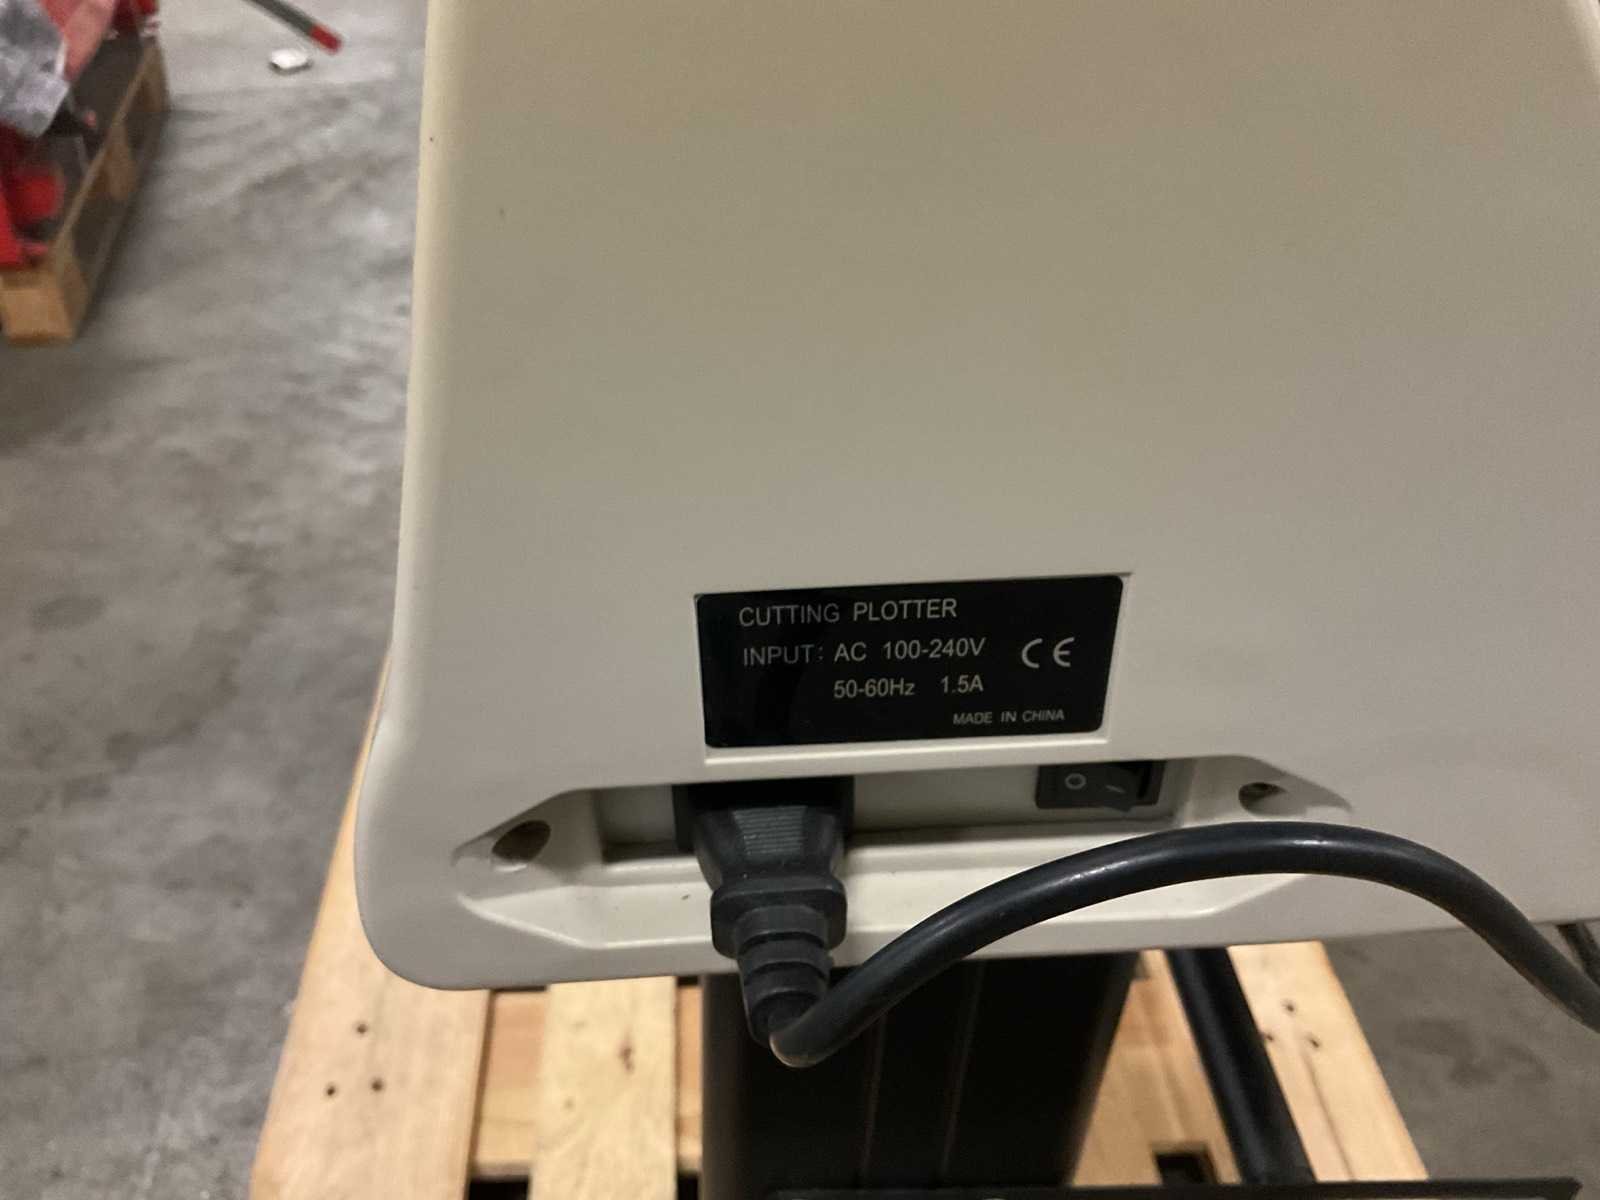 CUTTING PLOTTER
INPUT: AC 100-240V
CE
50-60Hz 1.5A
MADE IN CHINA
O I